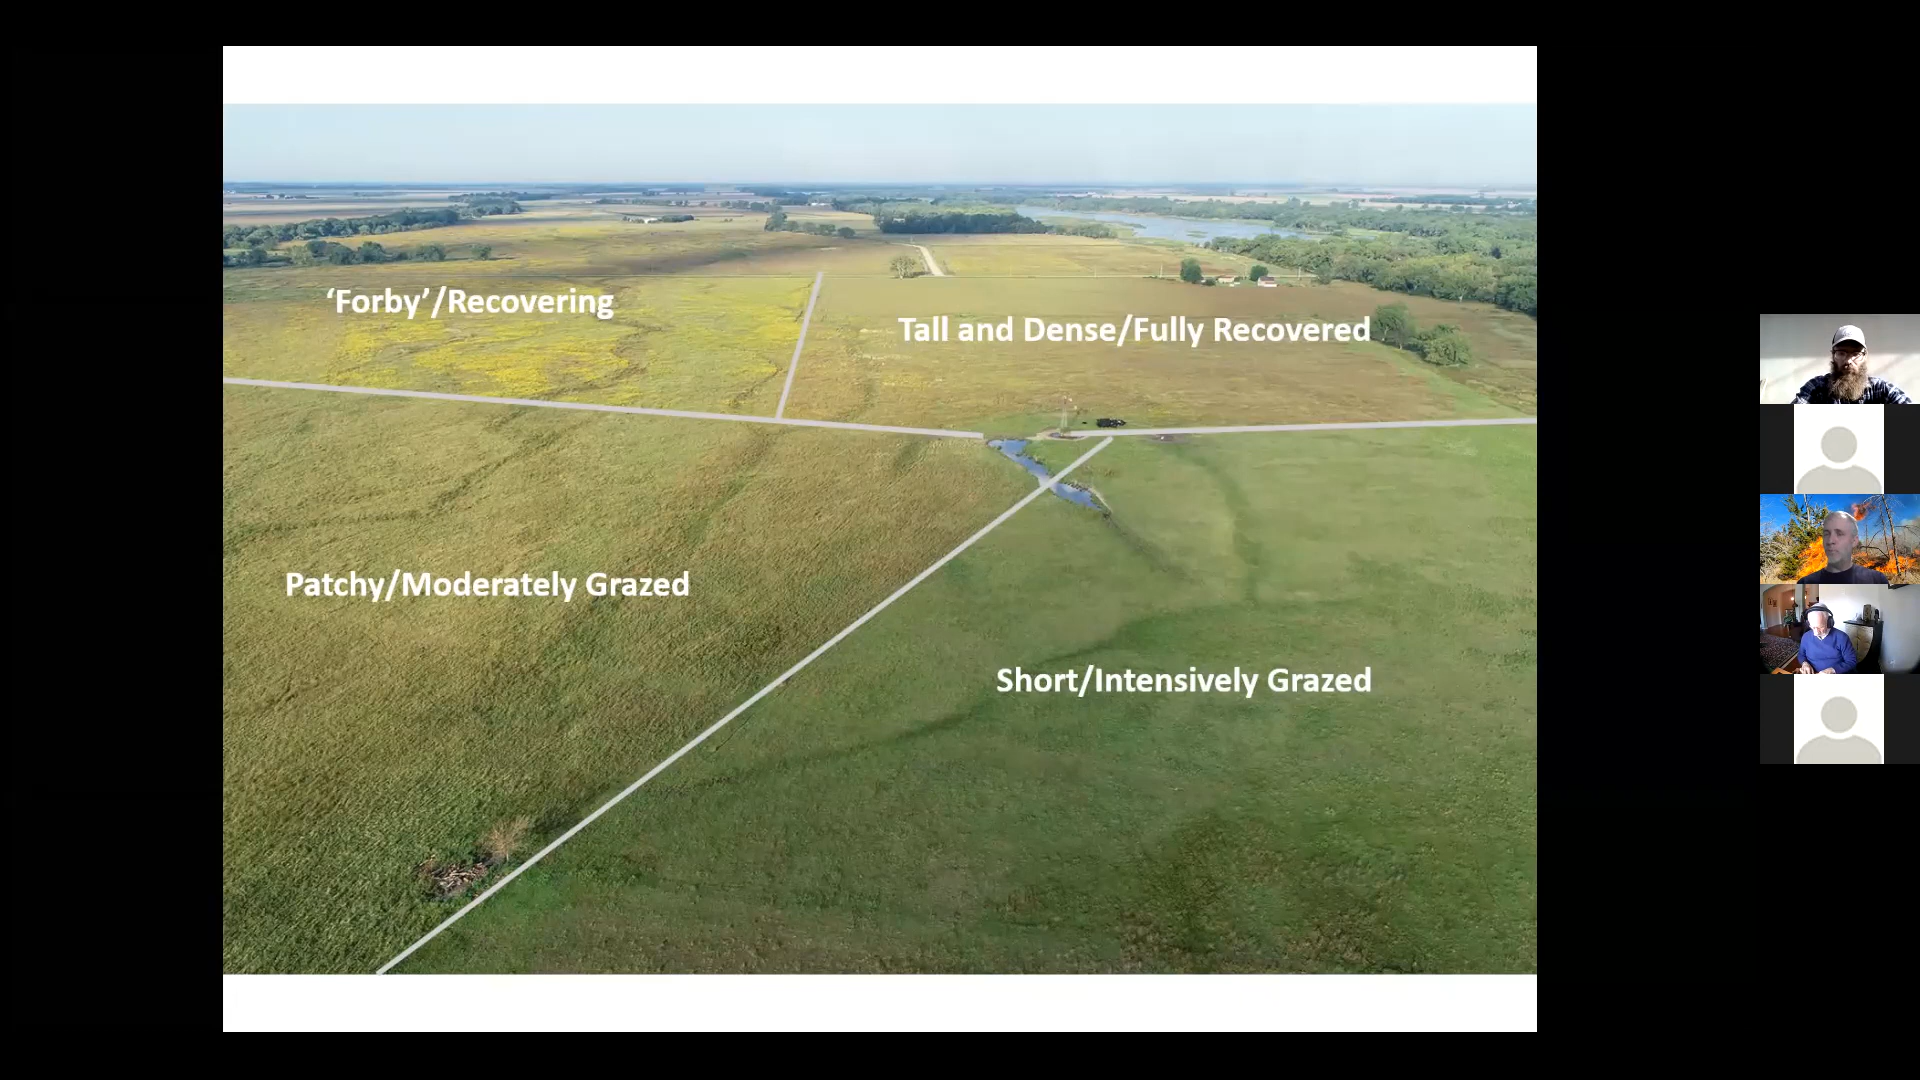 ‘Forby’/Recovering
Tall and Dense/Fully Recovered
Patchy/Moderately Grazed
Short/Intensively Grazed